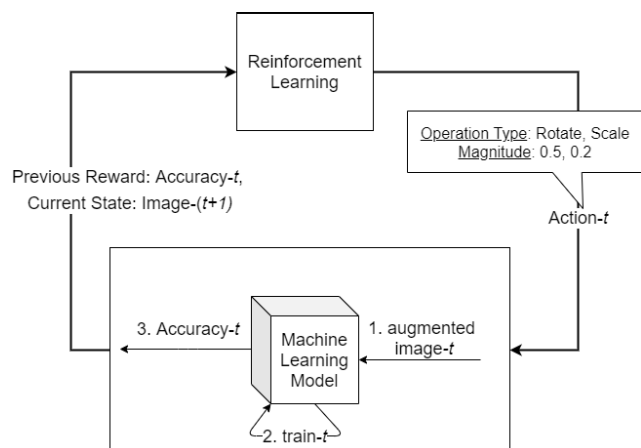 Reinforcement
Learning
Operation Type: Rotate, Scale
Magnitude: 0.5, 0.2
Previous Reward: Accuracy-t,
Current State: Image-(t+1)
Action-t
3. Accuracy-t
Machine
Learning
Model
1. augmented
image-t
2. train-t